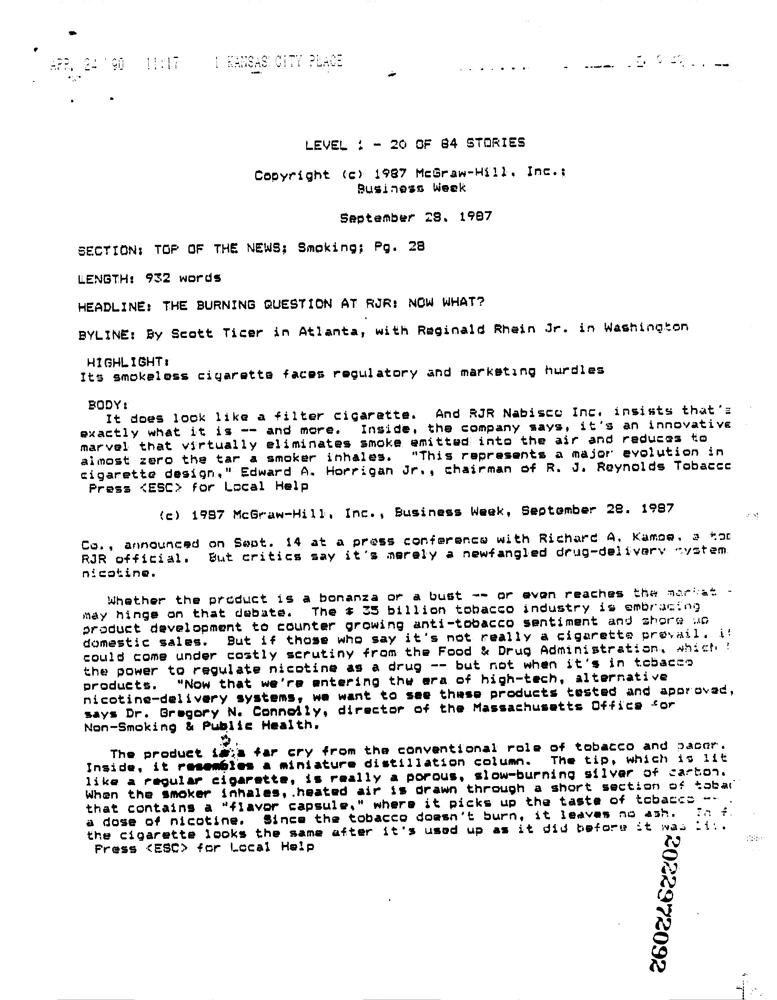 APR. 24 '90 11:17 KANSAS CITY PLACE
LEVEL 1 - 20 OF 84 STORIES
Copyright (c) 1987 McGraw-Hill, Inc.;
Business Week
September 28, 1987
SECTION: TOP OF THE NEWS; Smoking; Pg. 28
LENGTH: 932 words
HEADLINE: THE BURNING QUESTION AT RJR: NOW WHAT?
BYLINE: By Scott Ticer in Atlanta, with Reginald Rhein Jr. in Washington
HIGHLIGHT:
Its smokeless cigarette faces regulatory and marketing hurdles
BODY:
It does look like a filter cigarette. And RJR Nabisco Inc. insists that's
exactly what it is -- and more. Inside, the company says, it's an innovative
marvel that virtually eliminates smoke emitted into the air and reduces to
almost zero the tar a smoker inhales. "This represents a major evolution in
cigarette design," Edward A. Horrigan Jr., chairman of R. J. Reynolds Tobacco
Press <ESC> for Local Help
(c) 1987 McGraw-Hill, Inc., Business Week, September 28, 1987
Co., announced on Sept. 14 at a press conference with Richard A. Kampe, a top
RJR official. But critics say it's merely a newfangled drug-delivery system
nicotine.
Whether the product is a bonanza or a bust -- or even reaches the market -
may hinge on that debate. The $ 35 billion tobacco industry is embracing
product development to counter growing anti-tobacco sentiment and shore up
domestic sales. But if those who say it's not really a cigarette prevail, it
could come under costly scrutiny from the Food & Drug Administration, which
the power to regulate nicotine as a drug -- but not when it's in tobacco
products. "Now that we're entering the era of high-tech, alternative
nicotine-delivery systems, we want to see these products tested and approved,
says Dr. Gregory N. Connolly, director of the Massachusetts Office for
Non-Smoking & Public Health.
The product is a far cry from the conventional role of tobacco and paper.
Inside, it resembles a miniature distillation column. The tip, which is lit
like a regular cigarette, is really a porous, slow-burning silver of carbon.
When the smoker inhales, heated air is drawn through a short section of tobac
that contains a "flavor capsule," where it picks up the taste of tobacco --
a dose of nicotine. Since the tobacco doesn't burn, it leaves no ash. In f
the cigarette looks the same after it's used up as it did before it was lit.
Press <ESC> for Local Help
2022972092